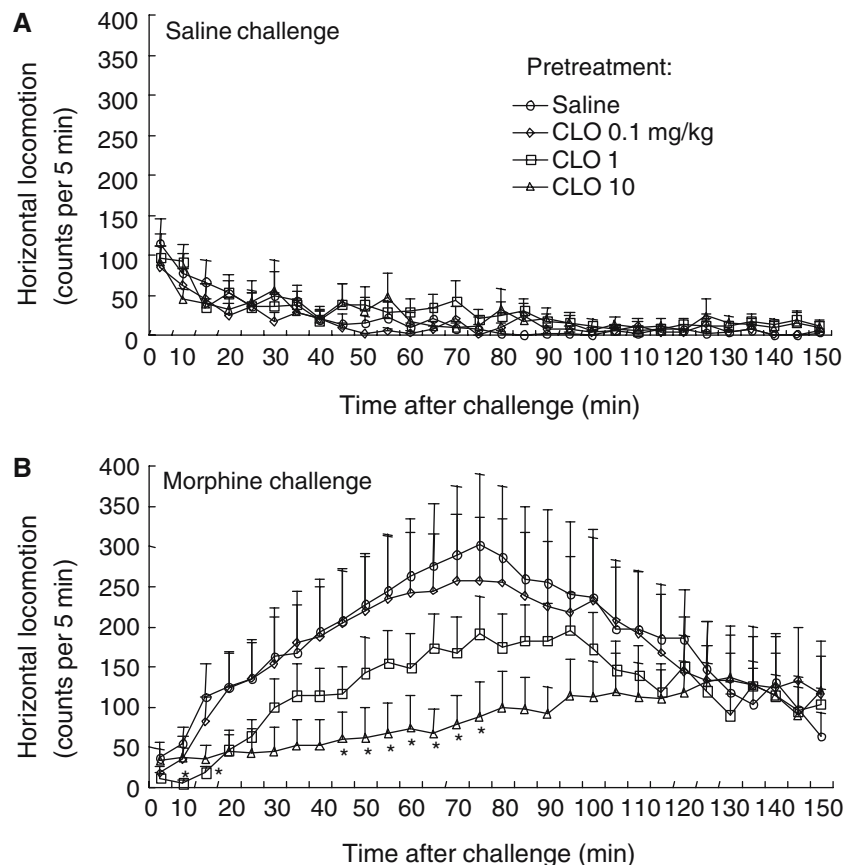 A
Saline challenge
Horizontal locomotion
(counts per 5 min)
400
350
300
250
200
150
100
50
0
Pretreatment:
Saline
CLO 0.1 mg/kg
CLO 1
CLO 10
0 10 20 30 40 50 60 70 80 90 100 110 120 130 140 150
Time after challenge (min)
B
Morphine challenge
Horizontal locomotion
(counts per 5 min)
400
350
300
250
200
150
100
50
0
* *
* * * * * * *
0 10 20 30 40 50 60 70 80 90 100 110 120 130 140 150
Time after challenge (min)